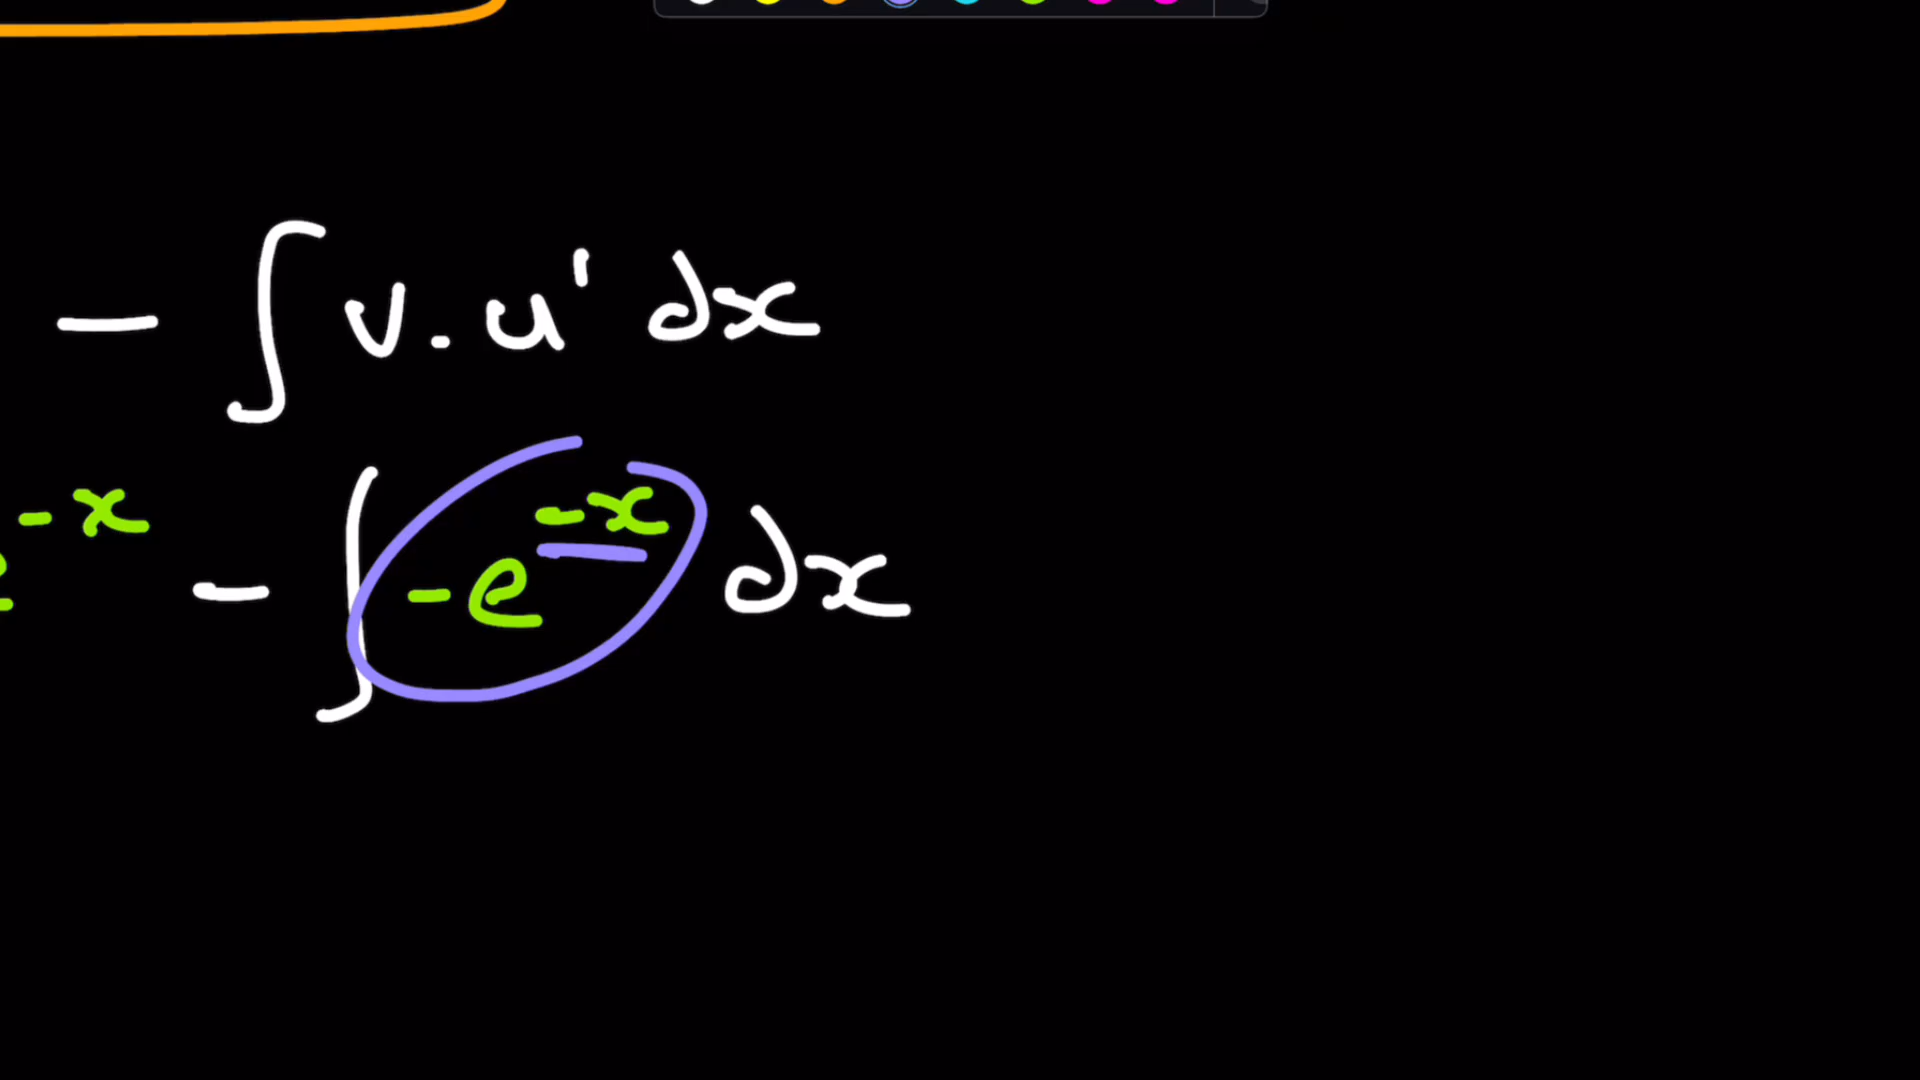 - ∫ v . u' dx
e^{-x} - ∫ -e^{-x} dx